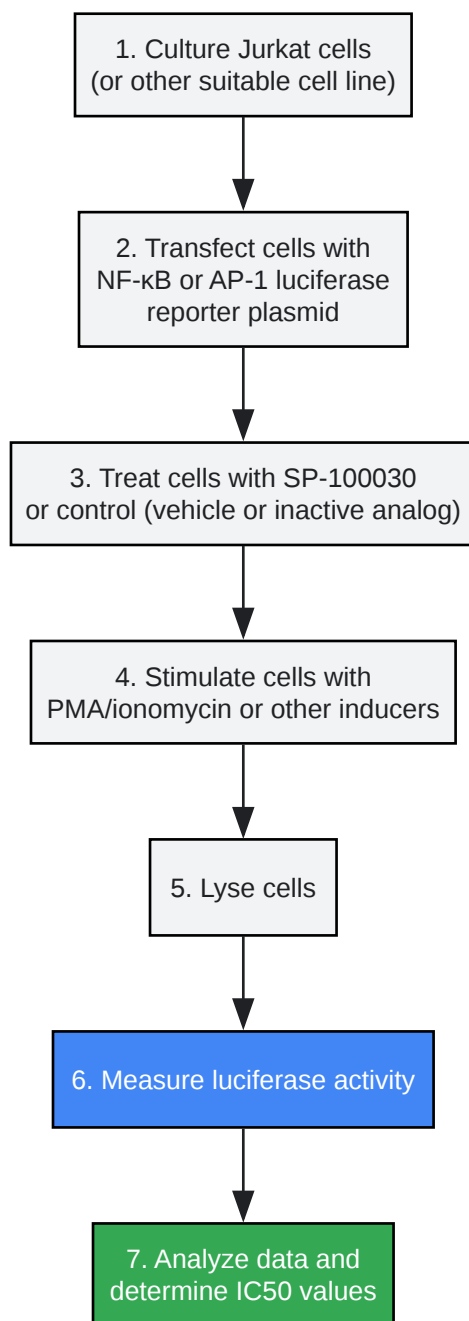 1. Culture Jurkat cells
(or other suitable cell line)
2. Transfect cells with
NF-κB or AP-1 luciferase
reporter plasmid
3. Treat cells with SP-100030
or control (vehicle or inactive analog)
4. Stimulate cells with
PMA/ionomycin or other inducers
5. Lyse cells
6. Measure luciferase activity
7. Analyze data and
determine IC50 values